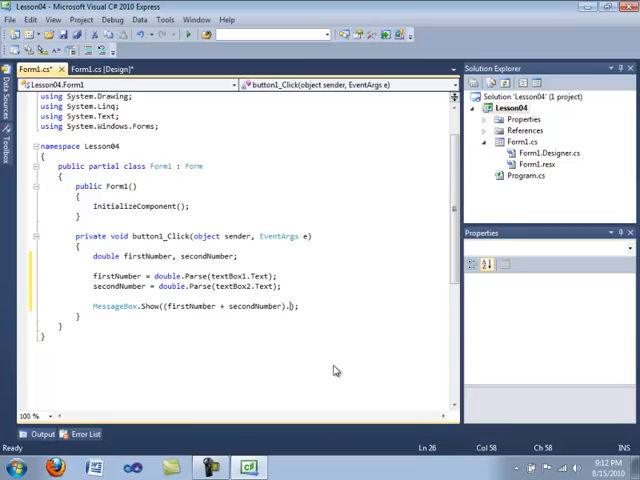 Lesson04 - Microsoft Visual C# 2010 Express
File Edit View Project Debug Data Tools Window Help
Form1.cs* Form1.cs [Design]*
Lesson04.Form1 button1_Click(object sender, EventArgs e)
using System.Drawing;
using System.Linq;
using System.Text;
using System.Windows.Forms;
namespace Lesson04
{
public partial class Form1 : Form
{
public Form1()
{
InitializeComponent();
}
private void button1_Click(object sender, EventArgs e)
{
double firstNumber, secondNumber;
firstNumber = double.Parse(textBox1.Text);
secondNumber = double.Parse(textBox2.Text);
MessageBox.Show((firstNumber + secondNumber).);
}
}
}
100 %
Data Sources
Toolbox
Solution Explorer
Solution 'Lesson04' (1 project)
Lesson04
Properties
References
Form1.cs
Form1.Designer.cs
Form1.resx
Program.cs
Properties
Output Error List
Ready Ln 26 Col 58 Ch 58
9:12 PM
8/15/2010